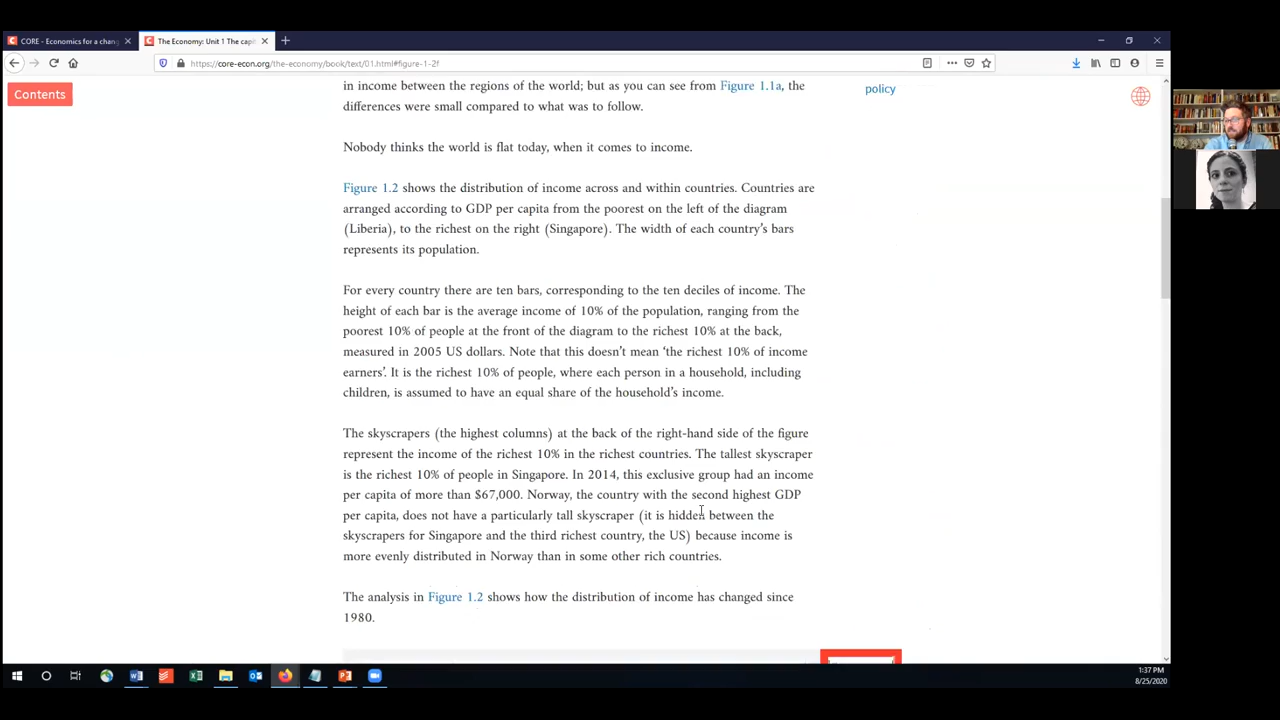 CORE - Economics for a chan
The Economy: Unit 1 The capi
https://core-econ.org/the-economy/book/text/01.html#figure-1-2f
Contents
in income between the regions of the world; but as you can see from Figure 1.1a, the
differences were small compared to what was to follow.
policy
Nobody thinks the world is flat today, when it comes to income.
Figure 1.2 shows the distribution of income across and within countries. Countries are
arranged according to GDP per capita from the poorest on the left of the diagram
(Liberia), to the richest on the right (Singapore). The width of each country’s bars
represents its population.
For every country there are ten bars, corresponding to the ten deciles of income. The
height of each bar is the average income of 10% of the population, ranging from the
poorest 10% of people at the front of the diagram to the richest 10% at the back,
measured in 2005 US dollars. Note that this doesn’t mean ‘the richest 10% of income
earners’. It is the richest 10% of people, where each person in a household, including
children, is assumed to have an equal share of the household’s income.
The skyscrapers (the highest columns) at the back of the right-hand side of the figure
represent the income of the richest 10% in the richest countries. The tallest skyscraper
is the richest 10% of people in Singapore. In 2014, this exclusive group had an income
per capita of more than $67,000. Norway, the country with the second highest GDP
per capita, does not have a particularly tall skyscraper (it is hidden between the
skyscrapers for Singapore and the third richest country, the US) because income is
more evenly distributed in Norway than in some other rich countries.
The analysis in Figure 1.2 shows how the distribution of income has changed since
1980.
1:37 PM
8/25/2020